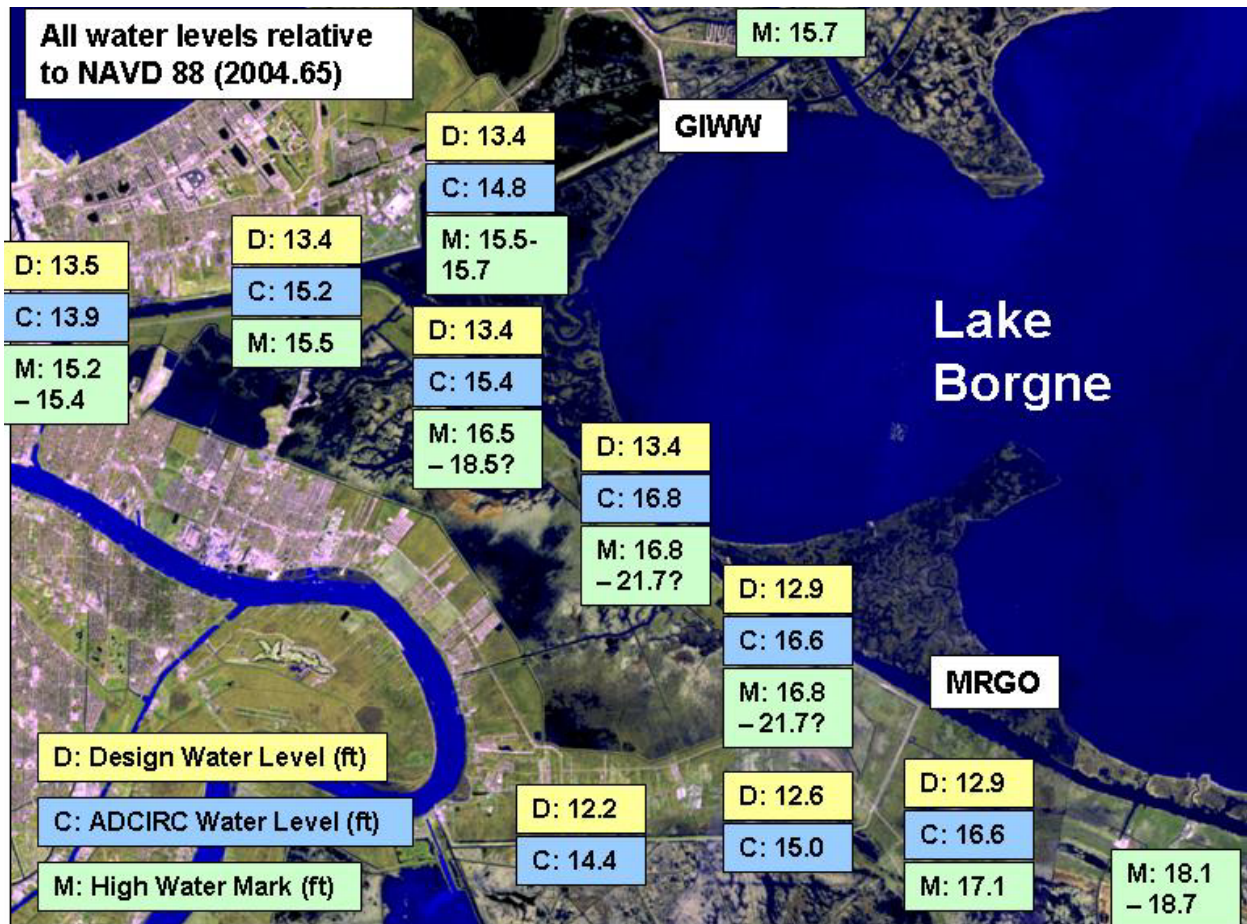 All water levels relative
to NAVD 88 (2004.65)
M: 15.7
GIWW
D: 13.4
C: 14.8
M: 15.5-
15.7
D: 13.4
C: 15.2
M: 15.5
D: 13.5
C: 13.9
M: 15.2
– 15.4
D: 13.4
C: 15.4
M: 16.5
– 18.5?
Lake
Borgne
D: 13.4
C: 16.8
M: 16.8
– 21.7?
D: 12.9
C: 16.6
M: 16.8
– 21.7?
MRGO
D: 12.2
C: 14.4
D: 12.6
C: 15.0
D: 12.9
C: 16.6
M: 17.1
M: 18.1
– 18.7
D: Design Water Level (ft)
C: ADCIRC Water Level (ft)
M: High Water Mark (ft)